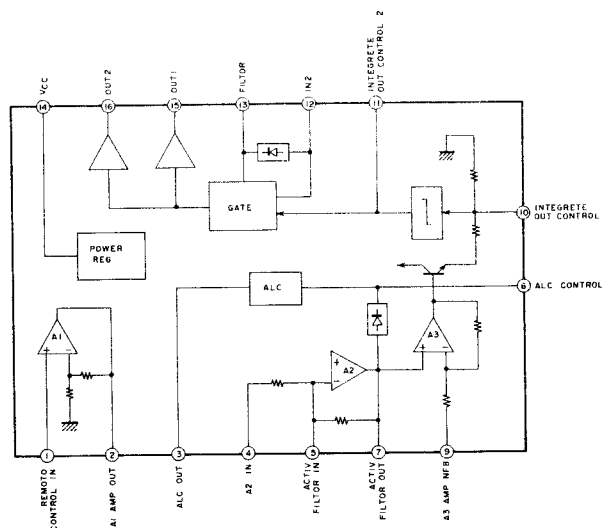 VCC
OUT2
OUT1
FILTOR
IN2
INTEGRETE
OUT CONTROL 2
14
16
15
13
12
11
GATE
POWER
REG
10
INTEGRETE
OUT CONTROL
ALC
6
ALC CONTROL
A1
+
-
A2
+
-
A3
+
-
1
2
3
4
5
7
9
REMOTO
CONTROL IN
A1 AMP OUT
ALC OUT
A2 IN
ACTIV
FILTOR IN
ACTIV
FILTOR OUT
A3 AMP NFB